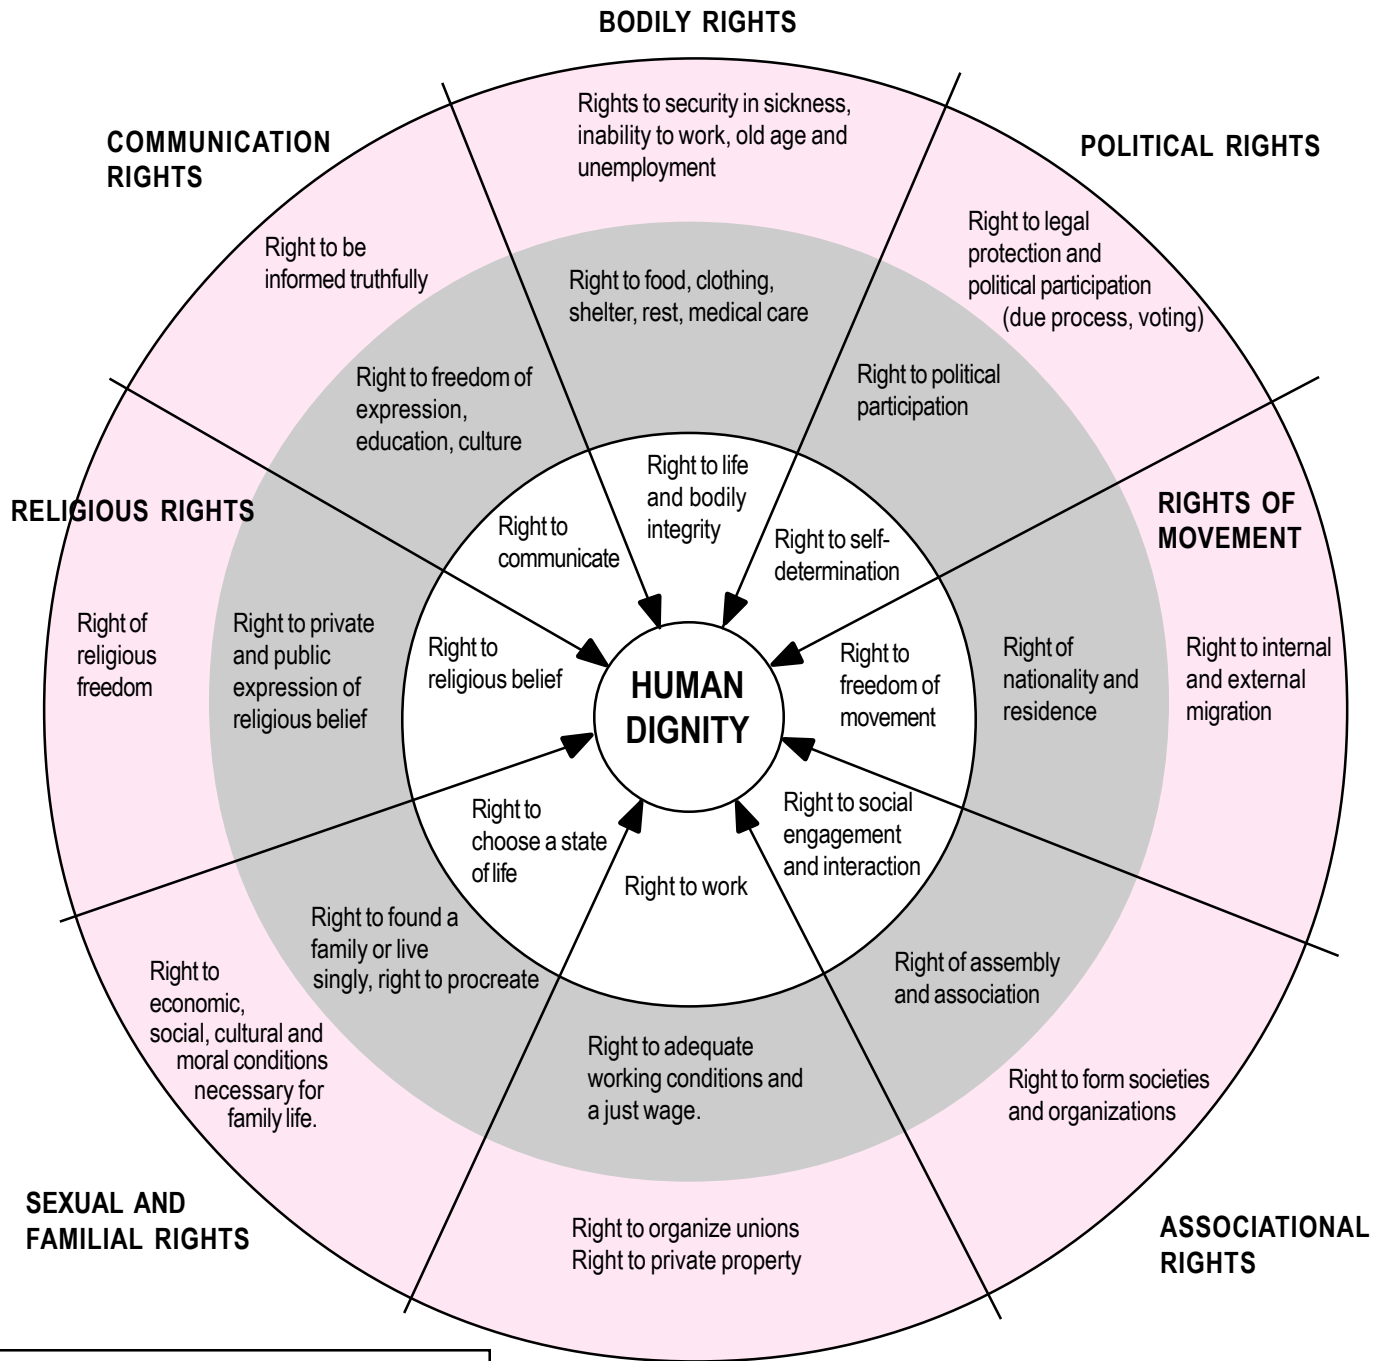 BODILY RIGHTS
Rights to security in sickness,
inability to work, old age and
unemployment
Right to food, clothing,
shelter, rest, medical care
Right to life
and bodily
integrity
POLITICAL RIGHTS
Right to legal
protection and
political participation
(due process, voting)
Right to political
participation
Right to self-
determination
RIGHTS OF
MOVEMENT
Right to internal
and external
migration
Right of
nationality and
residence
Right to
freedom of
movement
ASSOCIATIONAL
RIGHTS
Right to form societies
and organizations
Right of assembly
and association
Right to social
engagement
and interaction
Right to work
Right to adequate
working conditions and
a just wage.
Right to organize unions
Right to private property
SEXUAL AND
FAMILIAL RIGHTS
Right to
economic,
social, cultural and
moral conditions
necessary for
family life.
Right to found a
family or live
singly, right to procreate
Right to
choose a state
of life
RELIGIOUS RIGHTS
Right of
religious
freedom
Right to private
and public
expression of
religious belief
Right to
religious belief
COMMUNICATION
RIGHTS
Right to be
informed truthfully
Right to freedom of
expression,
education, culture
Right to
communicate
HUMAN
DIGNITY